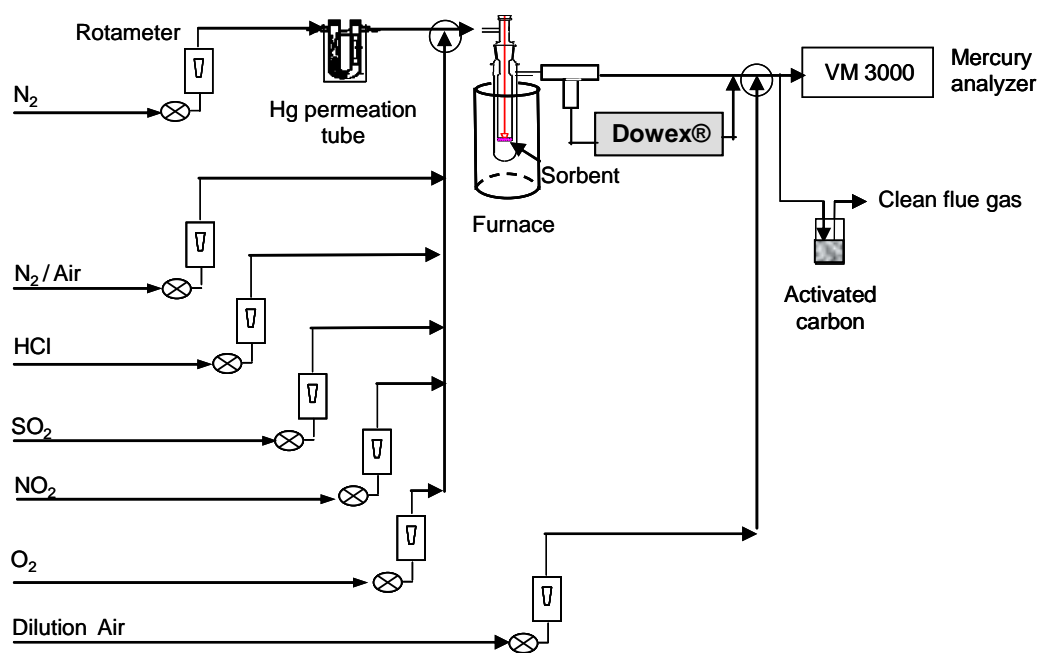 Rotameter
N₂
Hg permeation
tube
Dowex®
VM 3000
Mercury
analyzer
Sorbent
Furnace
Clean flue gas
Activated
carbon
N₂ / Air
HCl
SO₂
NO₂
O₂
Dilution Air